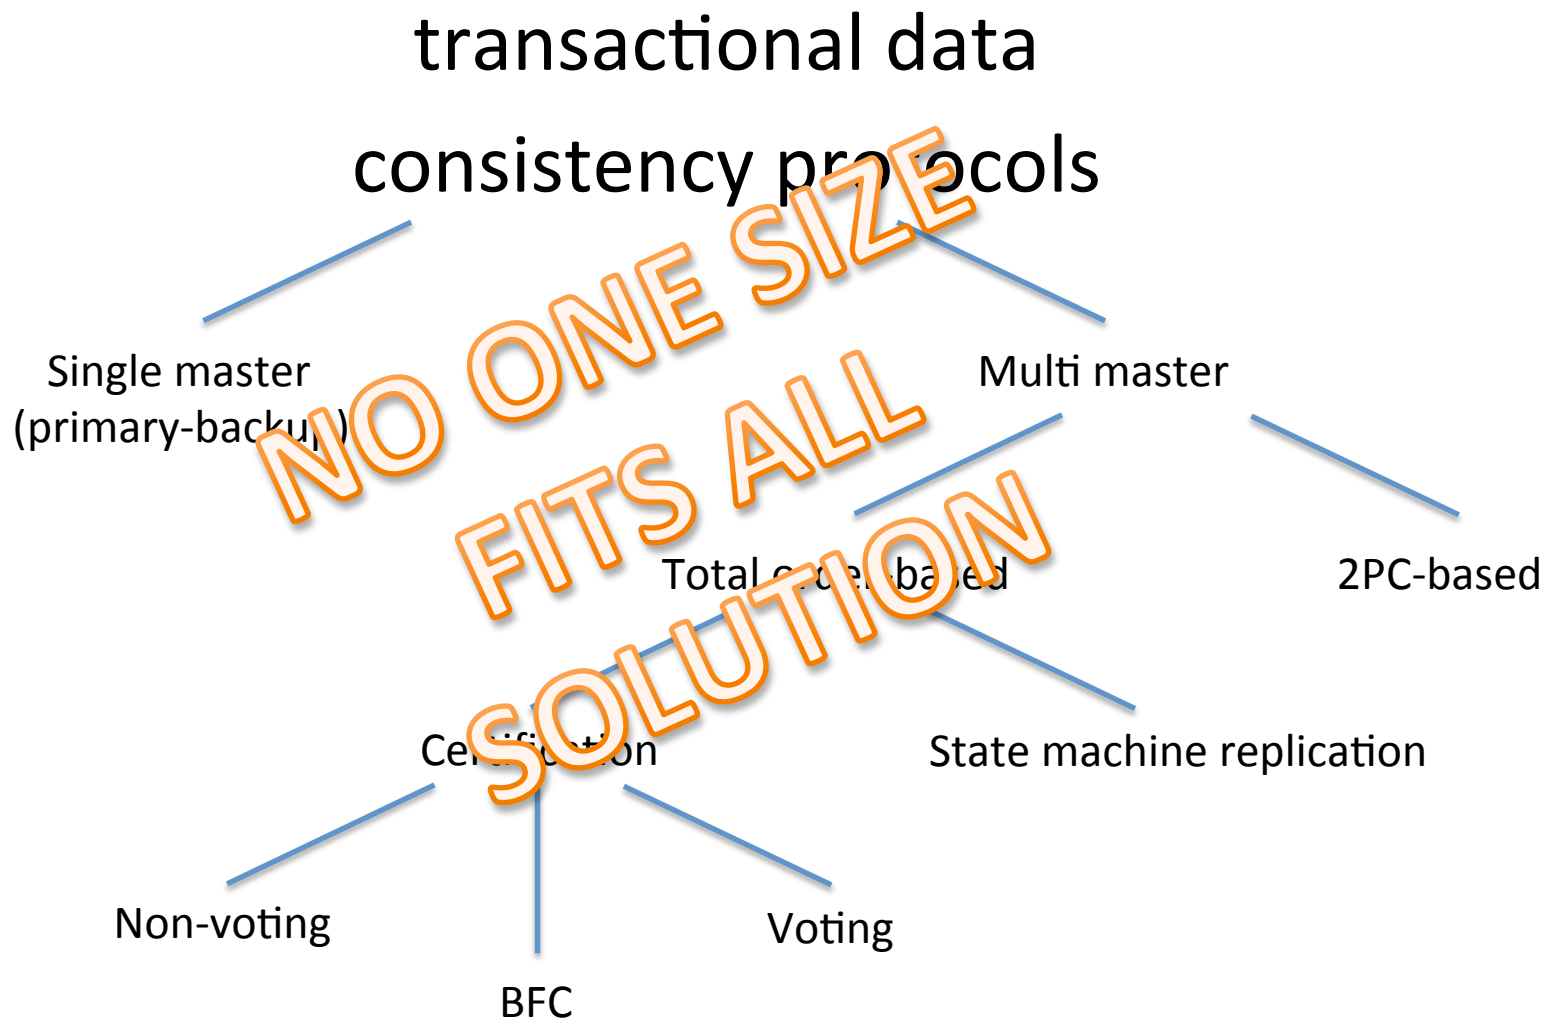 transactional data
consistency protocols
NO ONE SIZE
FITS ALL
SOLUTION
Single master
(primary-backup)
Multi master
Total order-based
2PC-based
Certification
State machine replication
Non-voting
Voting
BFC